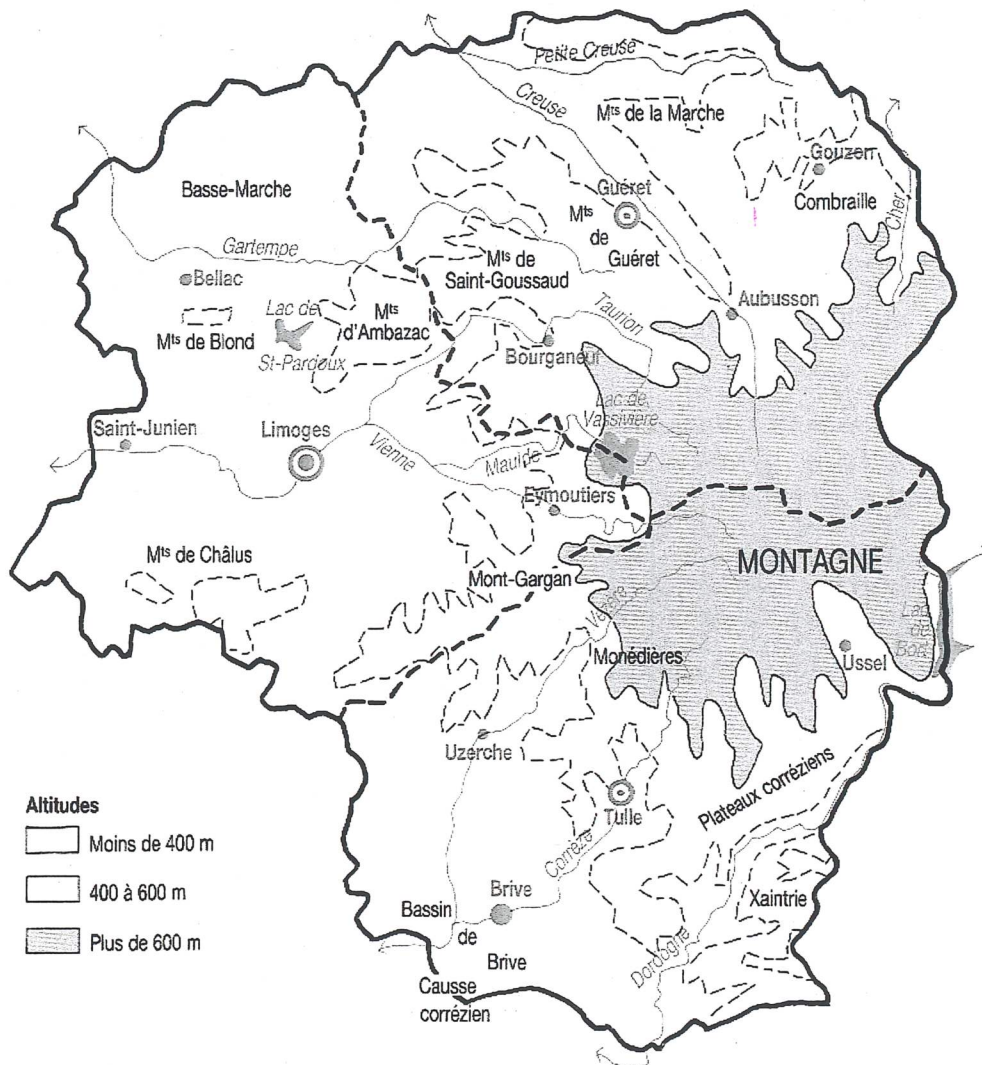 Petite Creuse
Creuse
Mts de la Marche
Gouzon
Combraille
Cher
Basse-Marche
Guéret
Mts
de
Guéret
Gartempe
Mts de
Saint-Goussaud
Bellac
Lac de
St-Pardoux
Mts
d'Ambazac
Mts de Blond
Taurion
Aubusson
Bourganeuf
Lac de
Vassivière
Saint-Junien
Limoges
Vienne
Maulde
Eymoutiers
Mts de Châlus
Mont-Gargan
MONTAGNE
Vézère
Monédières
Lac
de
Bort
Ussel
Uzerche
Tulle
Plateaux corréziens
Corrèze
Altitudes
Moins de 400 m
400 à 600 m
Plus de 600 m
Brive
Bassin
de
Brive
Xaintrie
Dordogne
Causse
corrézien